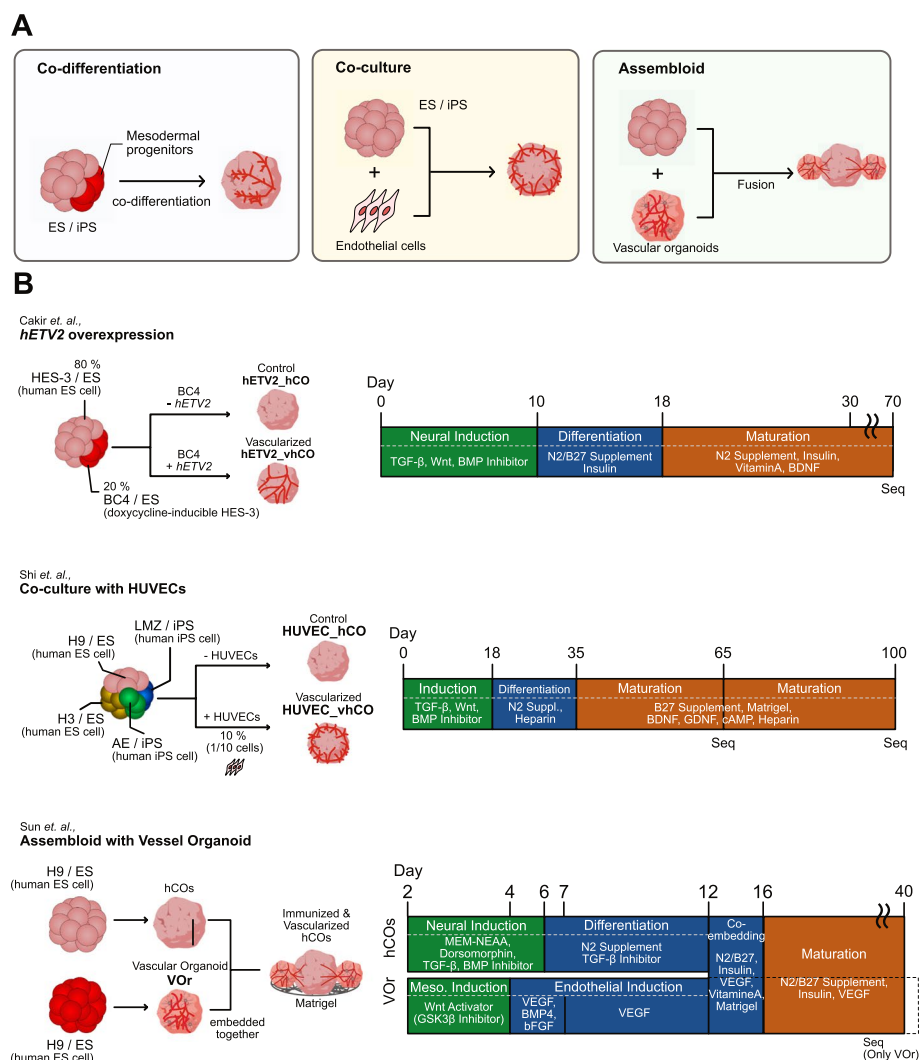 A
Co-differentiation
Mesodermal
progenitors
co-differentiation
ES / iPS
Co-culture
ES / iPS
+
Endothelial cells
Assembloid
+
Fusion
Vascular organoids
B
Cakir et. al.,
hETV2 overexpression
80 %
HES-3 / ES
(human ES cell)
BC4
- hETV2
BC4
+ hETV2
20 %
BC4 / ES
(doxycycline-inducible HES-3)
Control
hETV2_hCO
Vascularized
hETV2_vhCO
Day
0 10 18 30 70
Neural Induction
TGF-β, Wnt, BMP Inhibitor
Differentiation
N2/B27 Supplement
Insulin
Maturation
N2 Supplement, Insulin,
VitaminA, BDNF
Seq
Shi et. al.,
Co-culture with HUVECs
LMZ / iPS
(human iPS cell)
H9 / ES
(human ES cell)
H3 / ES
(human ES cell)
AE / iPS
(human iPS cell)
- HUVECs
+ HUVECs
10 %
(1/10 cells)
Control
HUVEC_hCO
Vascularized
HUVEC_vhCO
Day
0 18 35 65 100
Induction
TGF-β, Wnt,
BMP Inhibitor
Differentiation
N2 Suppl.,
Heparin
Maturation
Maturation
B27 Supplement, Matrigel,
BDNF, GDNF, cAMP, Heparin
Seq
Seq
Sun et. al.,
Assembloid with Vessel Organoid
H9 / ES
(human ES cell)
hCOs
Vascular Organoid
VOr
H9 / ES
(human ES cell)
embedded
together
Immunized &
Vascularized
hCOs
Matrigel
Day
2 4 6 7 12 16 40
hCOs
Neural Induction
MEM-NEAA,
Dorsomorphin,
TGF-β, BMP Inhibitor
Differentiation
N2 Supplement
TGF-β Inhibitor
Co-
embedding
N2/B27,
Insulin,
VEGF,
VitamineA,
Matrigel
Maturation
N2/B27 Supplement,
Insulin, VEGF
VOr
Meso. Induction
Wnt Activator
(GSK3β Inhibitor)
Endothelial Induction
VEGF,
BMP4,
bFGF
VEGF
Seq
(Only VOr)